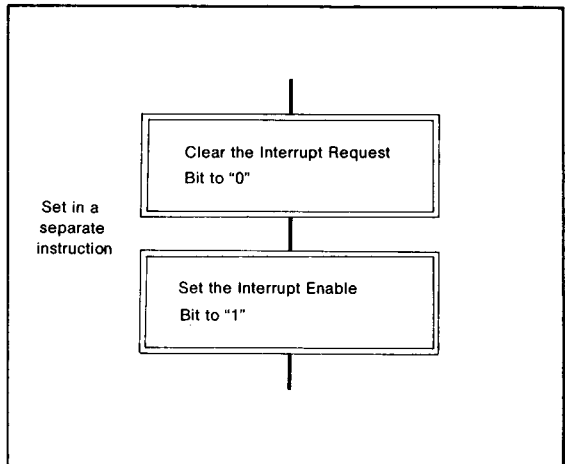 Clear the Interrupt Request
Bit to “0”
Set in a
separate
instruction
Set the Interrupt Enable
Bit to “1”